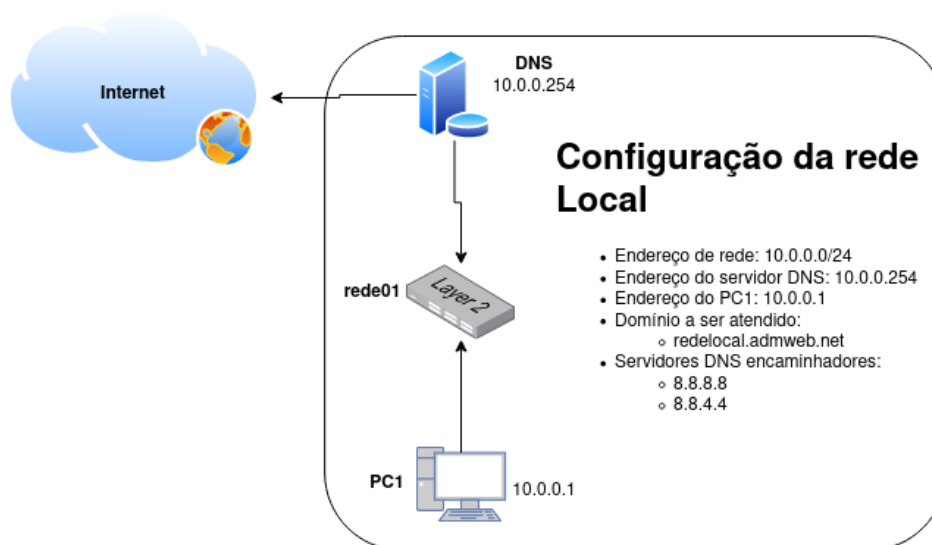 Internet
DNS
10.0.0.254
Configuração da rede
Local
Endereço de rede: 10.0.0.0/24
Endereço do servidor DNS: 10.0.0.254
Endereço do PC1: 10.0.0.1
Domínio a ser atendido:
redelocal.admweb.net
Servidores DNS encaminhadores:
8.8.8.8
8.8.4.4
rede01
Layer 2
PC1
10.0.0.1